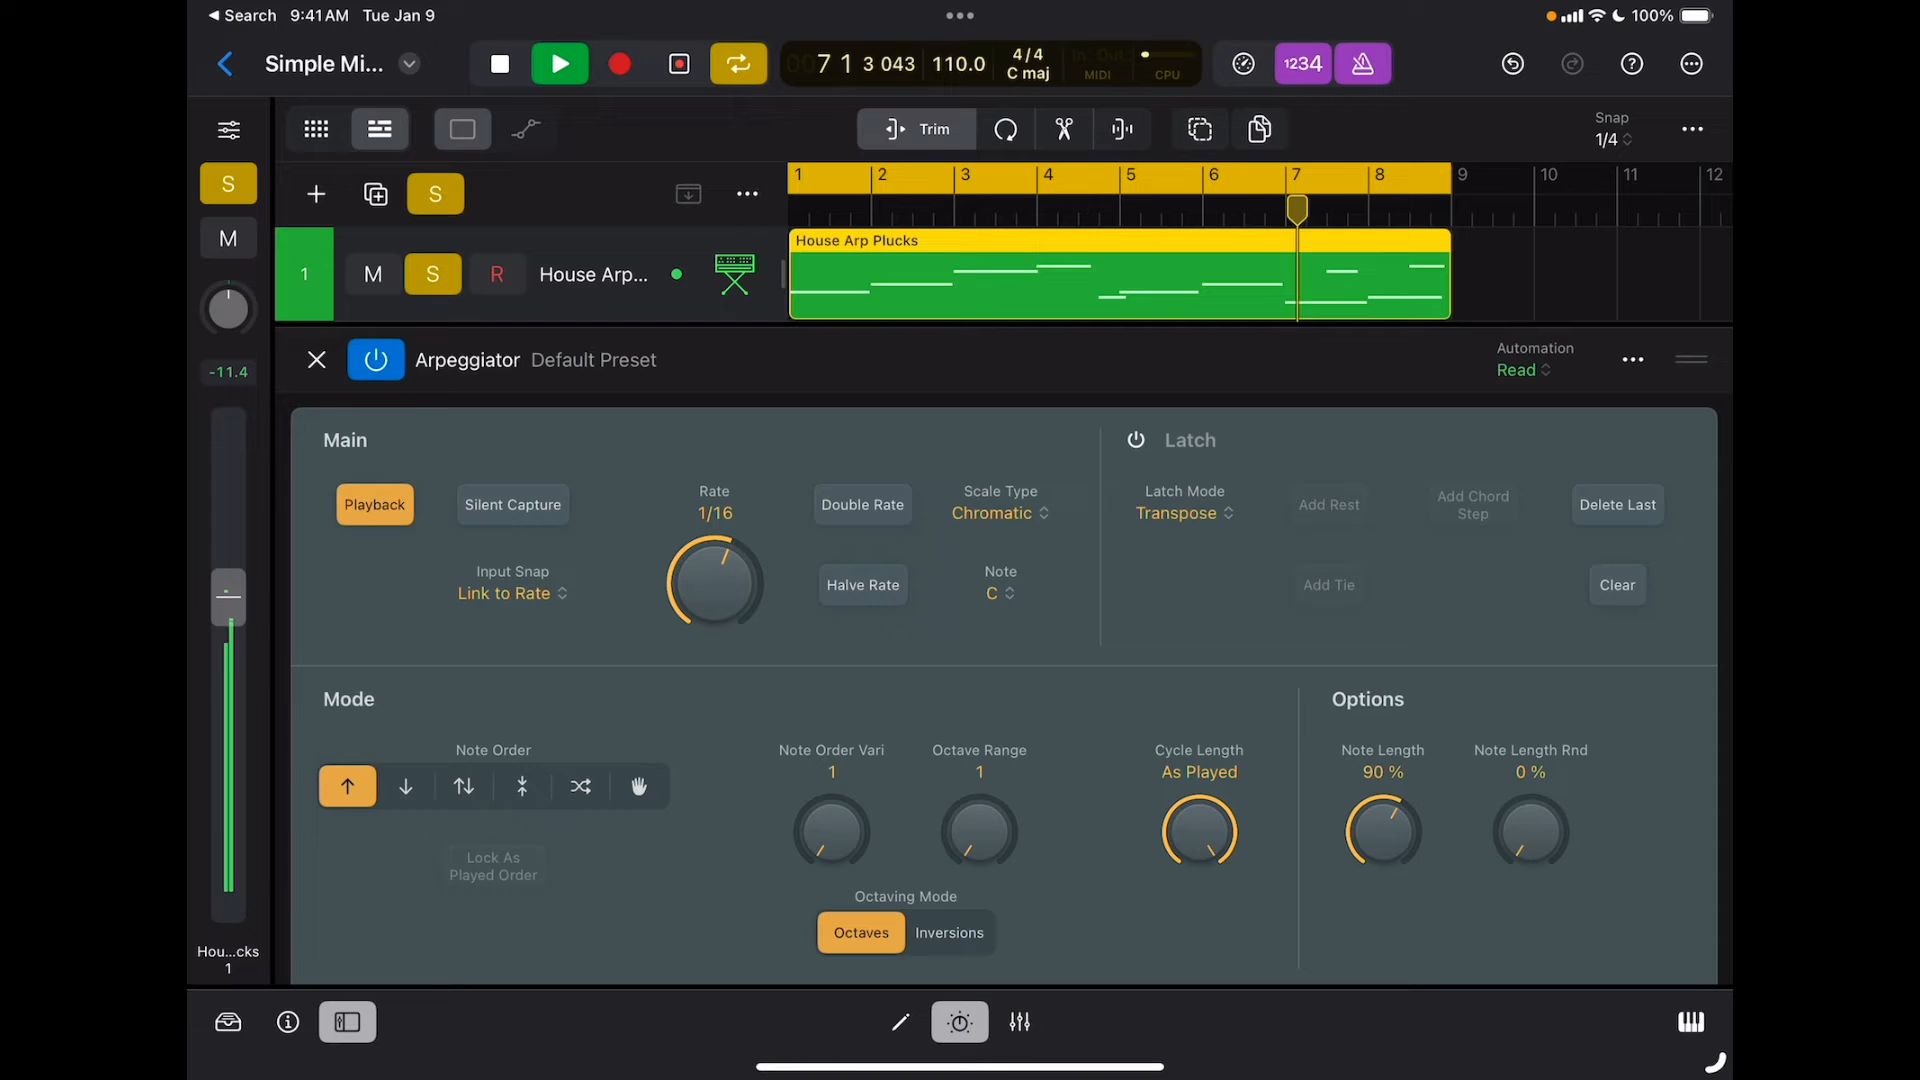 ◀ Search 9:41 AM Tue Jan 9
100%
Simple Mi...
007 1 3 043
110.0
4/4
C maj
In Out
MIDI
CPU
1234
Trim
Snap
1/4
S
M
-11.4
S
1 2 3 4 5 6 7 8 9 10 11 12
1
M S R House Arp...
House Arp Plucks
Arpeggiator Default Preset
Automation
Read
Main
Playback
Silent Capture
Input Snap
Link to Rate
Rate
1/16
Double Rate
Halve Rate
Scale Type
Chromatic
Note
C
Latch
Latch Mode
Transpose
Add Rest
Add Chord
Step
Delete Last
Add Tie
Clear
Mode
Note Order
Lock As
Played Order
Note Order Vari
1
Octave Range
1
Cycle Length
As Played
Octaving Mode
Octaves
Inversions
Options
Note Length
90 %
Note Length Rnd
0 %
Hou...cks
1